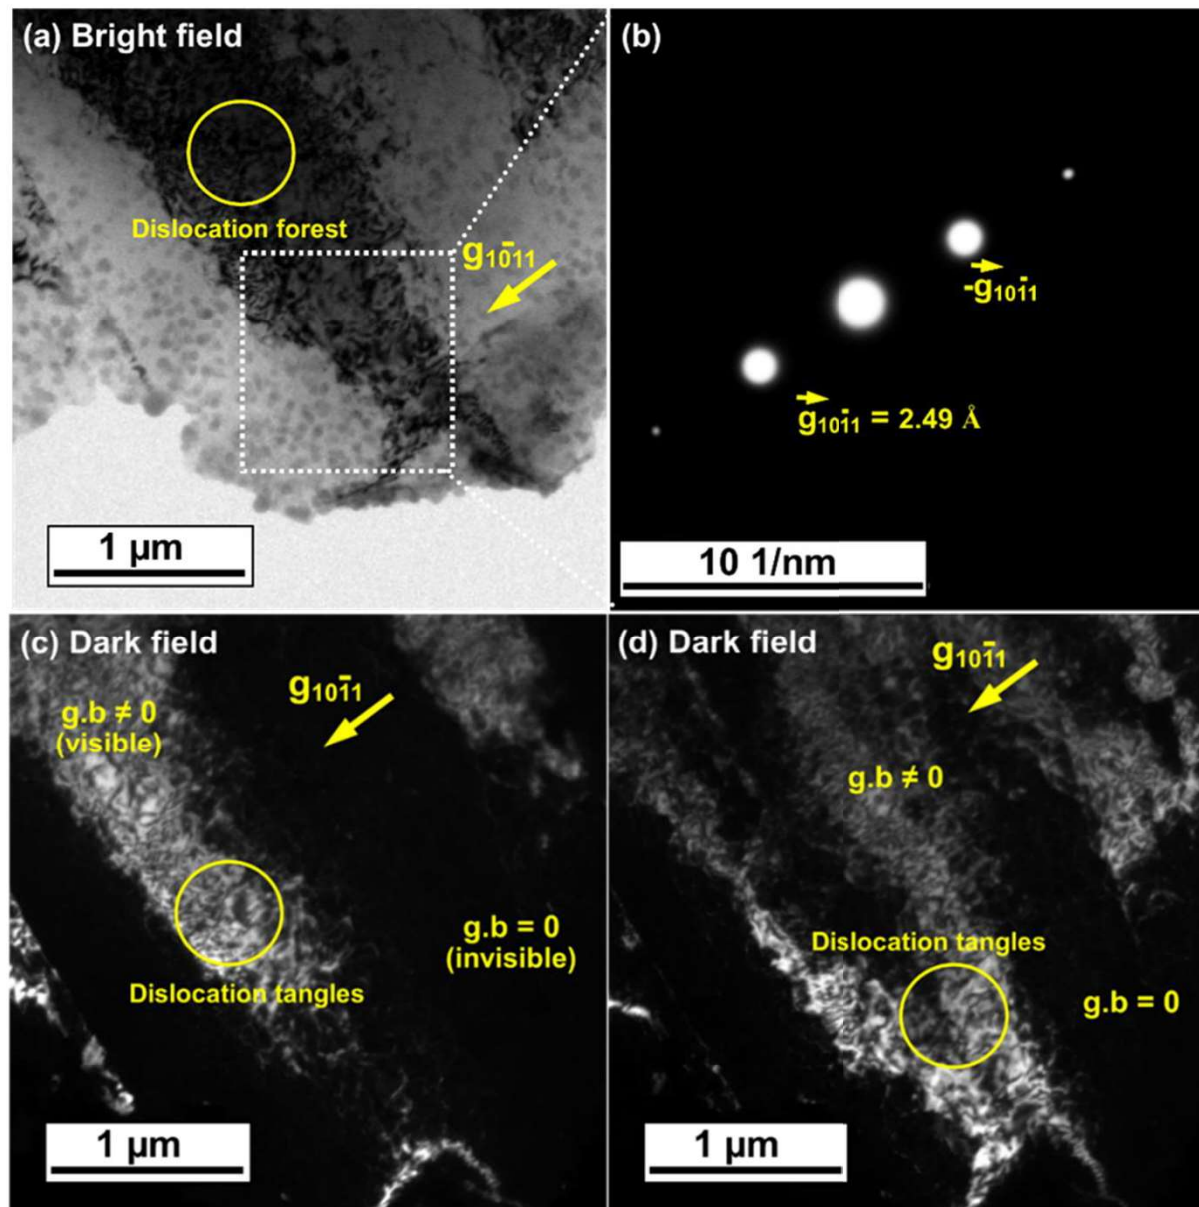 (a) Bright field
Dislocation forest
g10̄11
1 µm
(b)
-g10̄11
g10̄11 = 2.49 Å
10 1/nm
(c) Dark field
g10̄11
g.b ≠ 0
(visible)
g.b = 0
(invisible)
Dislocation tangles
1 µm
(d) Dark field
g10̄11
g.b ≠ 0
Dislocation tangles
g.b = 0
1 µm